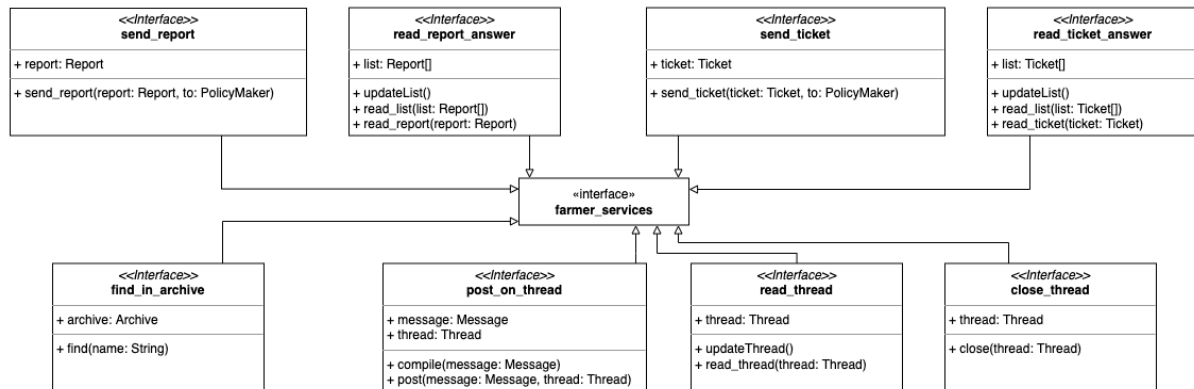 <<Interface>>
send_report
+ report: Report
+ send_report(report: Report, to: PolicyMaker)
<<Interface>>
read_report_answer
+ list: Report[]
+ updateList()
+ read_list(list: Report[])
+ read_report(report: Report)
<<Interface>>
send_ticket
+ ticket: Ticket
+ send_ticket(ticket: Ticket, to: PolicyMaker)
<<Interface>>
read_ticket_answer
+ list: Ticket[]
+ updateList()
+ read_list(list: Ticket[])
+ read_ticket(ticket: Ticket)
«interface»
farmer_services
<<Interface>>
find_in_archive
+ archive: Archive
+ find(name: String)
<<Interface>>
post_on_thread
+ message: Message
+ thread: Thread
+ compile(message: Message)
+ post(message: Message, thread: Thread)
<<Interface>>
read_thread
+ thread: Thread
+ updateThread()
+ read_thread(thread: Thread)
<<Interface>>
close_thread
+ thread: Thread
+ close(thread: Thread)